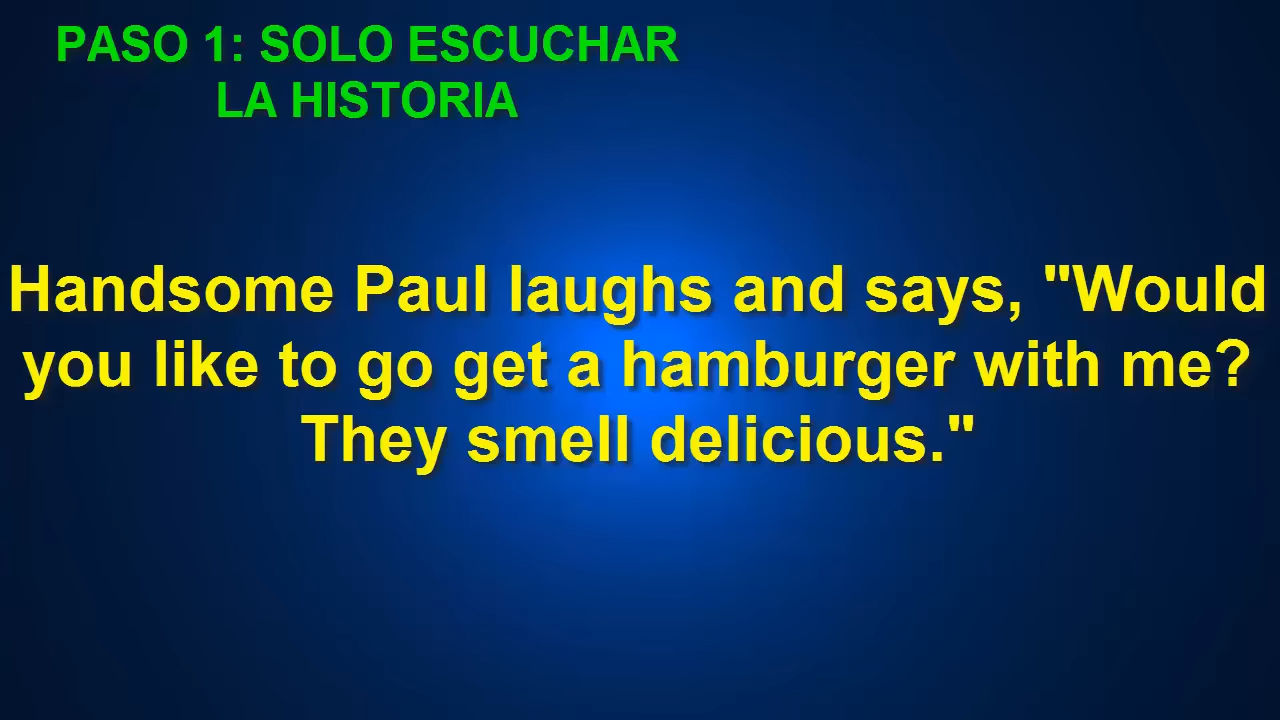 PASO 1: SOLO ESCUCHAR
LA HISTORIA
Handsome Paul laughs and says, "Would
you like to go get a hamburger with me?
They smell delicious."